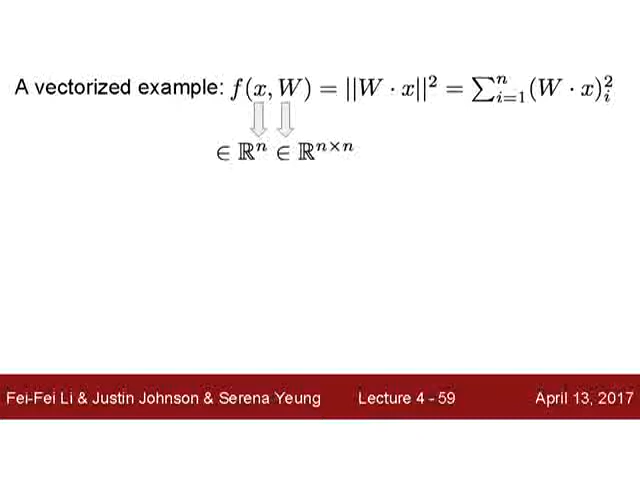 A vectorized example: f(x, W) = ||W · x||² = ∑ⁿᵢ₌₁(W · x)²ᵢ
∈ ℝⁿ ∈ ℝⁿˣⁿ
Fei-Fei Li & Justin Johnson & Serena Yeung Lecture 4 - 59 April 13, 2017